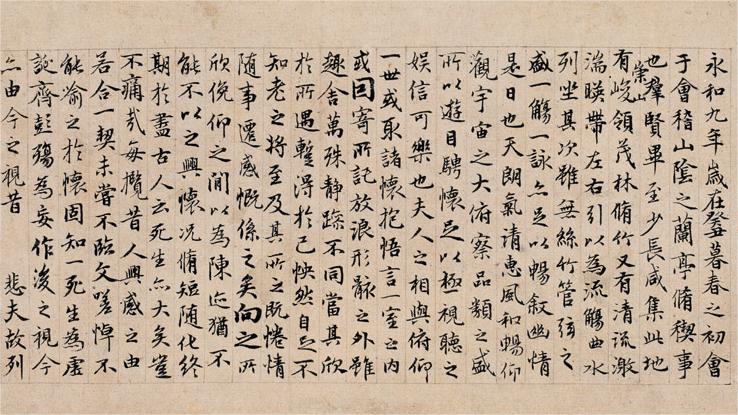 永和九年歲在癸暮春之初會
于會稽山陰之蘭亭脩稧事
也群賢畢至少長咸集此地
有崇山峻領茂林脩竹又有清流激
湍暎帶左右引以為流觴曲水
列坐其次雖無絲竹管弦之
盛一觴一詠亦足以暢敘幽情
是日也天朗氣清惠風和暢仰
觀宇宙之大俯察品類之盛
所以遊目騁懷足以極視聽之
娛信可樂也夫人之相與俯仰
一世或取諸懷抱悟言一室之內
或因寄所託放浪形骸之外雖
趣舍萬殊静躁不同當其欣
於所遇蹔得於己怏然自足不
知老之將至及其所之既惓情
随事遷感慨係之矣向之所
欣俛仰之間以為陳迹猶不
能不以之興懷况脩短随化終
期於盡古人云死生亦大矣豈
不痛哉每攬昔人興感之由
若合一契未嘗不臨文嗟悼不
能喻之於懷固知一死生為虛
誕齊彭殤為妄作後之視今
亦由今之視昔 悲夫故列